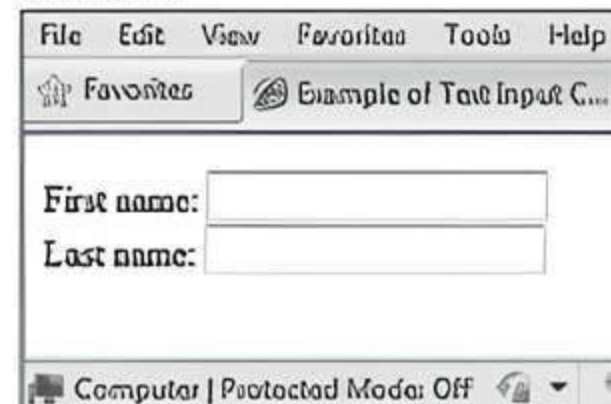 File Edit View Favorites Tools Help
Favorites Example of Text Input C...
First name:
Last name:
Computer | Protected Mode: Off